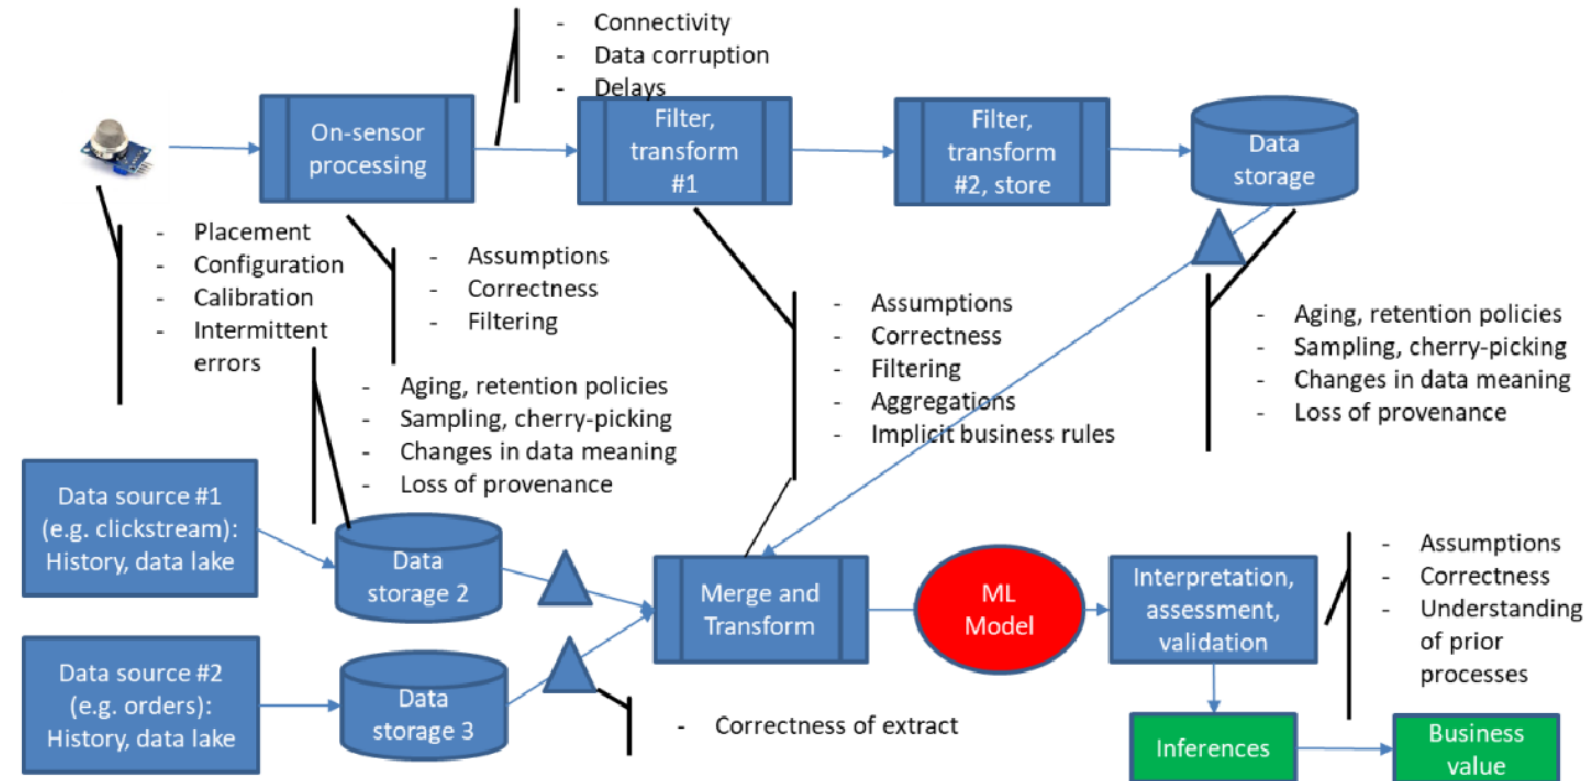 - Connectivity
- Data corruption
- Delays
On-sensor
processing
Filter,
transform
#1
Filter,
transform
#2, store
Data
storage
- Placement
- Configuration
- Calibration
- Intermittent
errors
- Assumptions
- Correctness
- Filtering
- Assumptions
- Correctness
- Filtering
- Aggregations
- Implicit business rules
- Aging, retention policies
- Sampling, cherry-picking
- Changes in data meaning
- Loss of provenance
- Aging, retention policies
- Sampling, cherry-picking
- Changes in data meaning
- Loss of provenance
Data source #1
(e.g. clickstream):
History, data lake
Data
storage 2
Merge and
Transform
ML
Model
Interpretation,
assessment,
validation
- Assumptions
- Correctness
- Understanding
of prior
processes
Data source #2
(e.g. orders):
History, data lake
Data
storage 3
- Correctness of extract
Inferences
Business
value